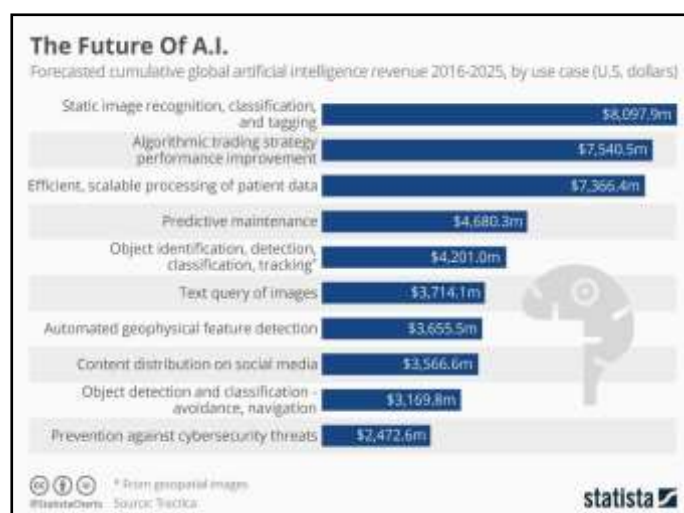 The Future Of A.I.
Forecasted cumulative global artificial intelligence revenue 2016-2025, by use case (U.S. dollars)
Static image recognition, classification,
and tagging
$8,097.9m
Algorithmic trading strategy
performance improvement
$7,540.5m
Efficient, scalable processing of patient data
$7,366.4m
Predictive maintenance
$4,680.3m
Object identification, detection,
classification, tracking*
$4,201.0m
Text query of images
$3,714.1m
Automated geophysical feature detection
$3,655.5m
Content distribution on social media
$3,566.6m
Object detection and classification -
avoidance, navigation
$3,169.8m
Prevention against cybersecurity threats
$2,472.6m
* From geospatial images
@StatistaCharts Source: Tractica
statista